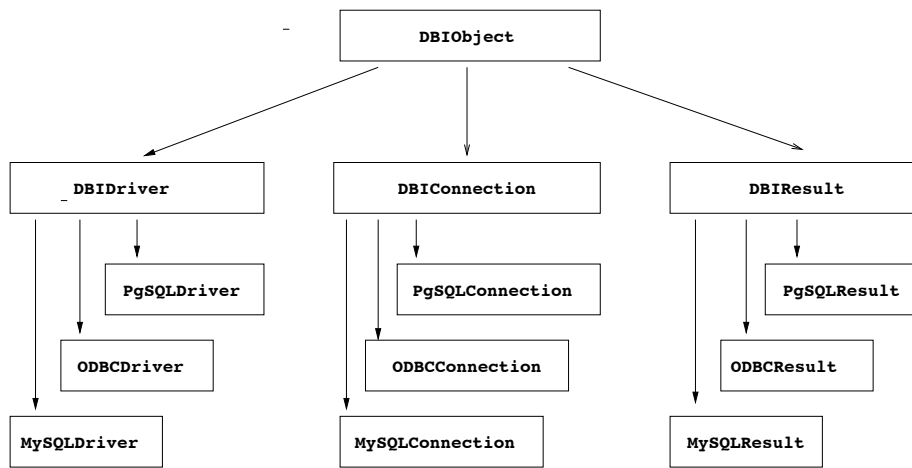 DBIObject
DBIDriver
DBIConnection
DBIResult
PgSQLDriver
PgSQLConnection
PgSQLResult
ODBCDriver
ODBCConnection
ODBCResult
MySQLDriver
MySQLConnection
MySQLResult